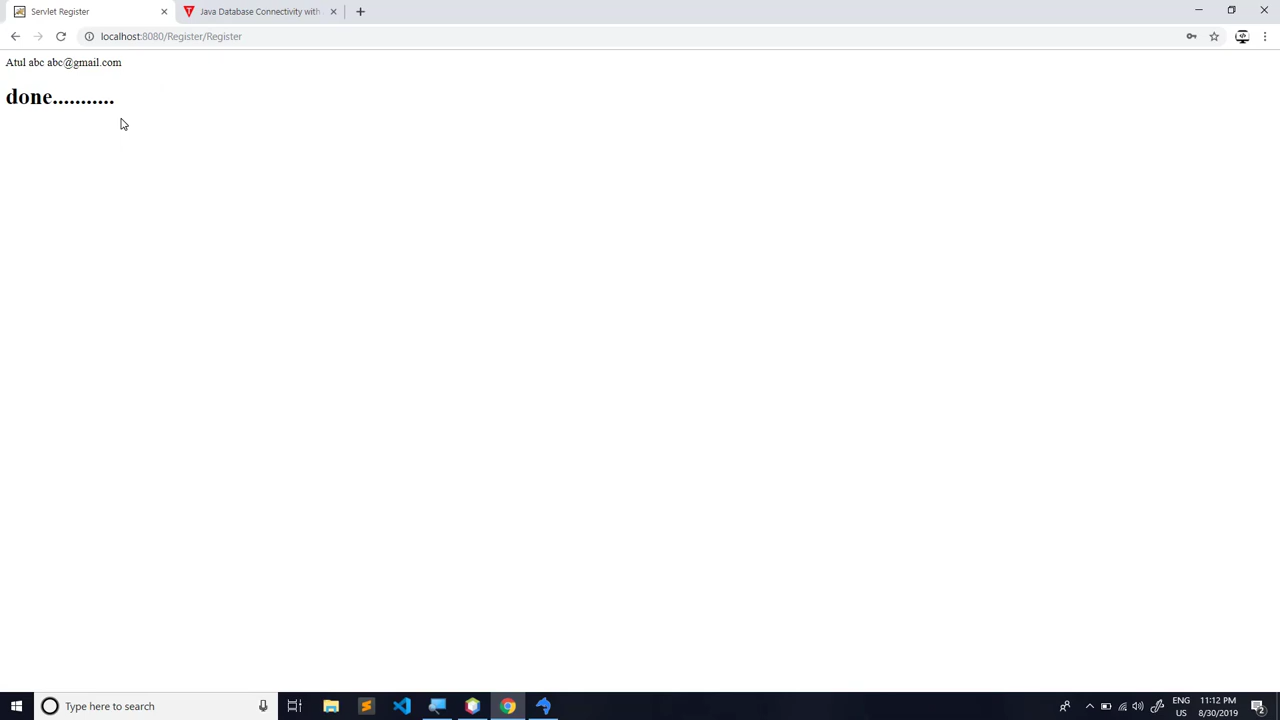 Servlet Register
Java Database Connectivity with
localhost:8080/Register/Register
Atul abc abc@gmail.com
done...........
Type here to search
ENG
US
11:12 PM
8/30/2019
2